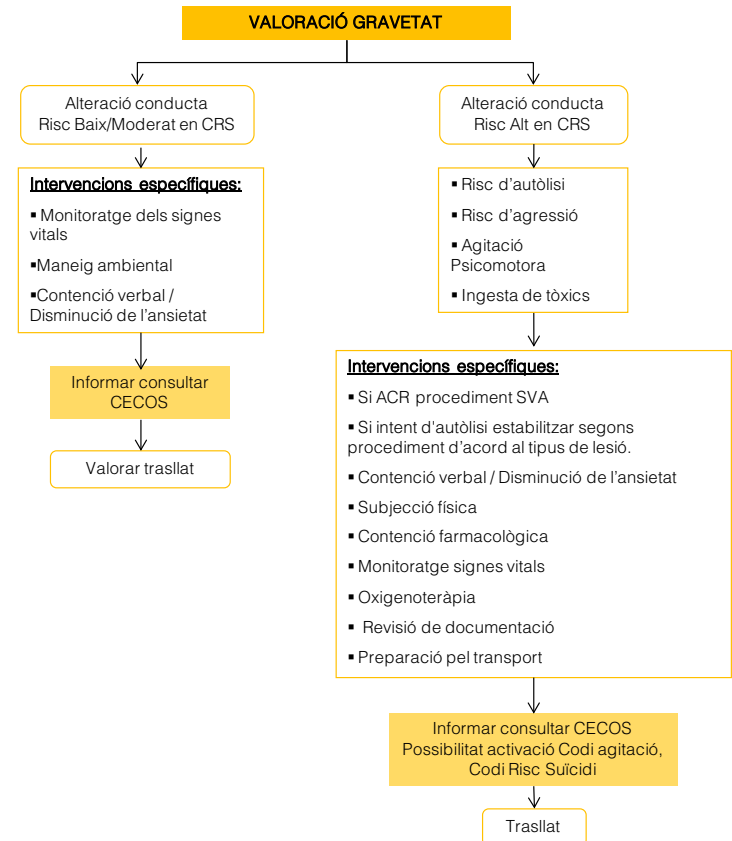 VALORACIÓ GRAVETAT
Alteració conducta
Risc Baix/Moderat en CRS
Intervencions específiques:
▪ Monitoratge dels signes
vitals
▪Maneig ambiental
▪Contenció verbal /
Disminució de l'ansietat
Informar consultar
CECOS
Valorar trasllat
Alteració conducta
Risc Alt en CRS
▪ Risc d'autòlisi
▪ Risc d'agressió
▪ Agitació
Psicomotora
▪ Ingesta de tòxics
Intervencions específiques:
▪ Si ACR procediment SVA
▪ Si intent d'autòlisi estabilitzar segons
procediment d'acord al tipus de lesió.
▪ Contenció verbal / Disminució de l'ansietat
▪ Subjecció física
▪ Contenció farmacològica
▪ Monitoratge signes vitals
▪ Oxigenoteràpia
▪ Revisió de documentació
▪ Preparació pel transport
Informar consultar CECOS
Possibilitat activació Codi agitació,
Codi Risc Suïcidi
Trasllat